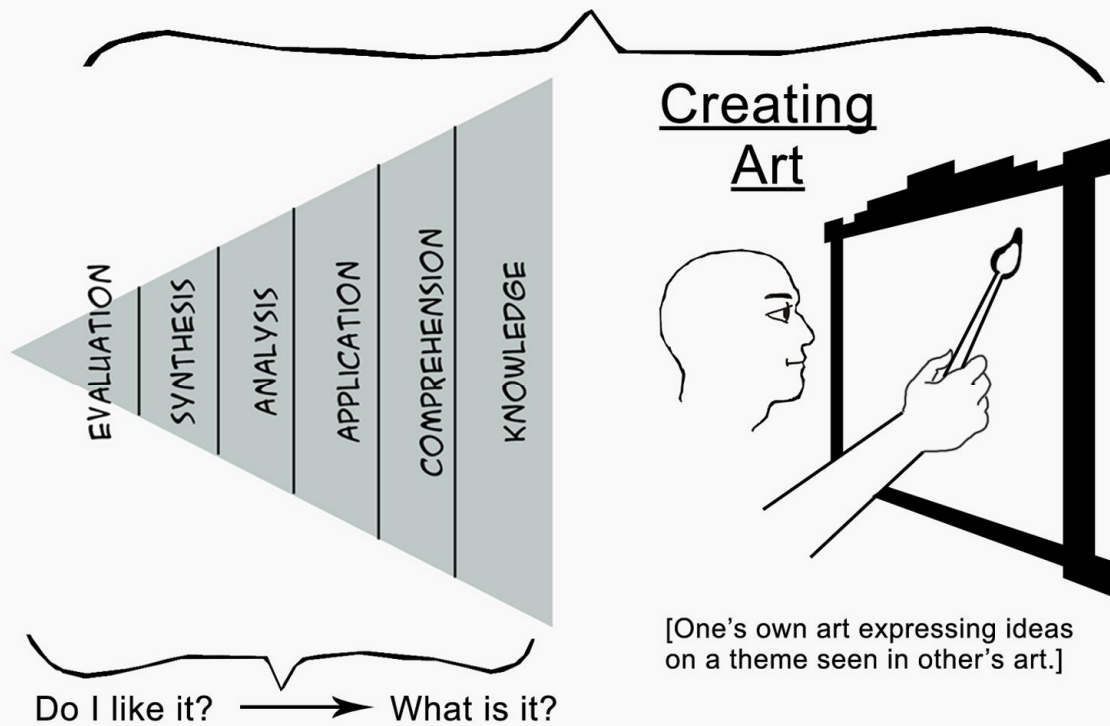 Creating
Art
EVALUATION
SYNTHESIS
ANALYSIS
APPLICATION
COMPREHENSION
KNOWLEDGE
[One's own art expressing ideas
on a theme seen in other's art.]
Do I like it? What is it?